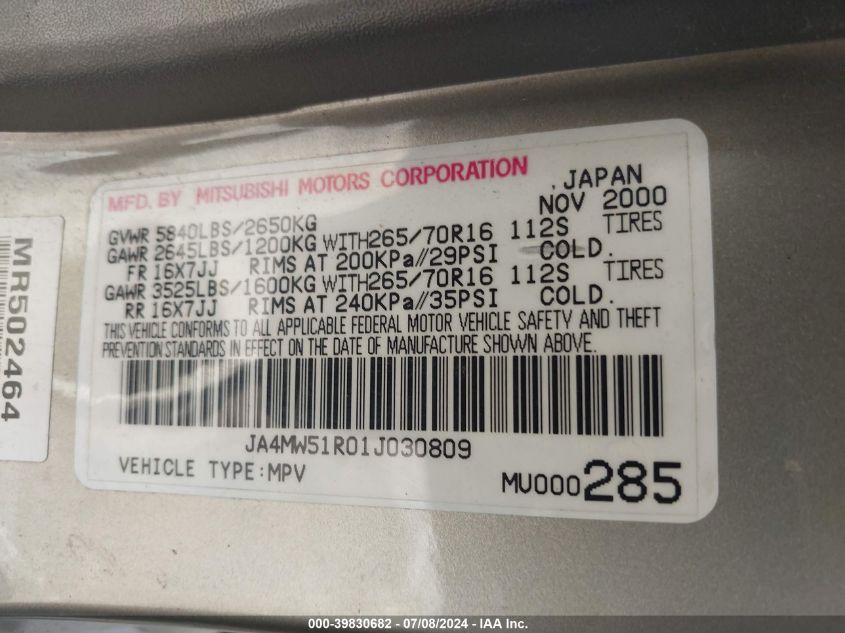 MFD. BY MITSUBISHI MOTORS CORPORATION , JAPAN
NOV 2000
GVWR 5840LBS/2650KG
GAWR 2645LBS/1200KG WITH265/70R16 112S TIRES
FR 16X7JJ RIMS AT 200KPa//29PSI COLD.
GAWR 3525LBS/1600KG WITH265/70R16 112S TIRES
RR 16X7JJ RIMS AT 240KPa//35PSI COLD.
THIS VEHICLE CONFORMS TO ALL APPLICABLE FEDERAL MOTOR VEHICLE SAFETY AND THEFT
PREVENTION STANDARDS IN EFFECT ON THE DATE OF MANUFACTURE SHOWN ABOVE.
JA4MW51R01J030809
VEHICLE TYPE:MPV
MU000285
MR502464
000-39830682 - 07/08/2024 - IAA Inc.